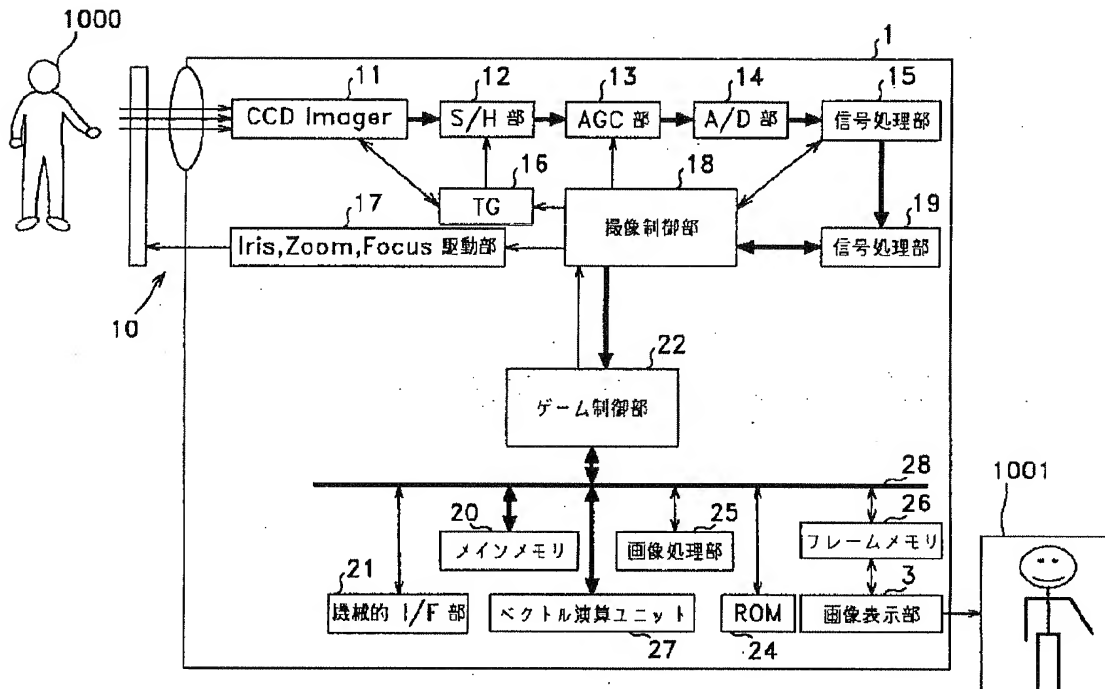 1000
1
11
12
13
14
15
CCD Imager
S/H 部
AGC 部
A/D 部
信号処理部
16
18
TG
17
19
撮像制御部
Iris,Zoom,Focus 駆動部
信号処理部
10
22
ゲーム制御部
28
1001
20
25
26
メインメモリ
画像処理部
フレームメモリ
21
3
機械的 I/F 部
ベクトル演算ユニット
ROM
画像表示部
27
24